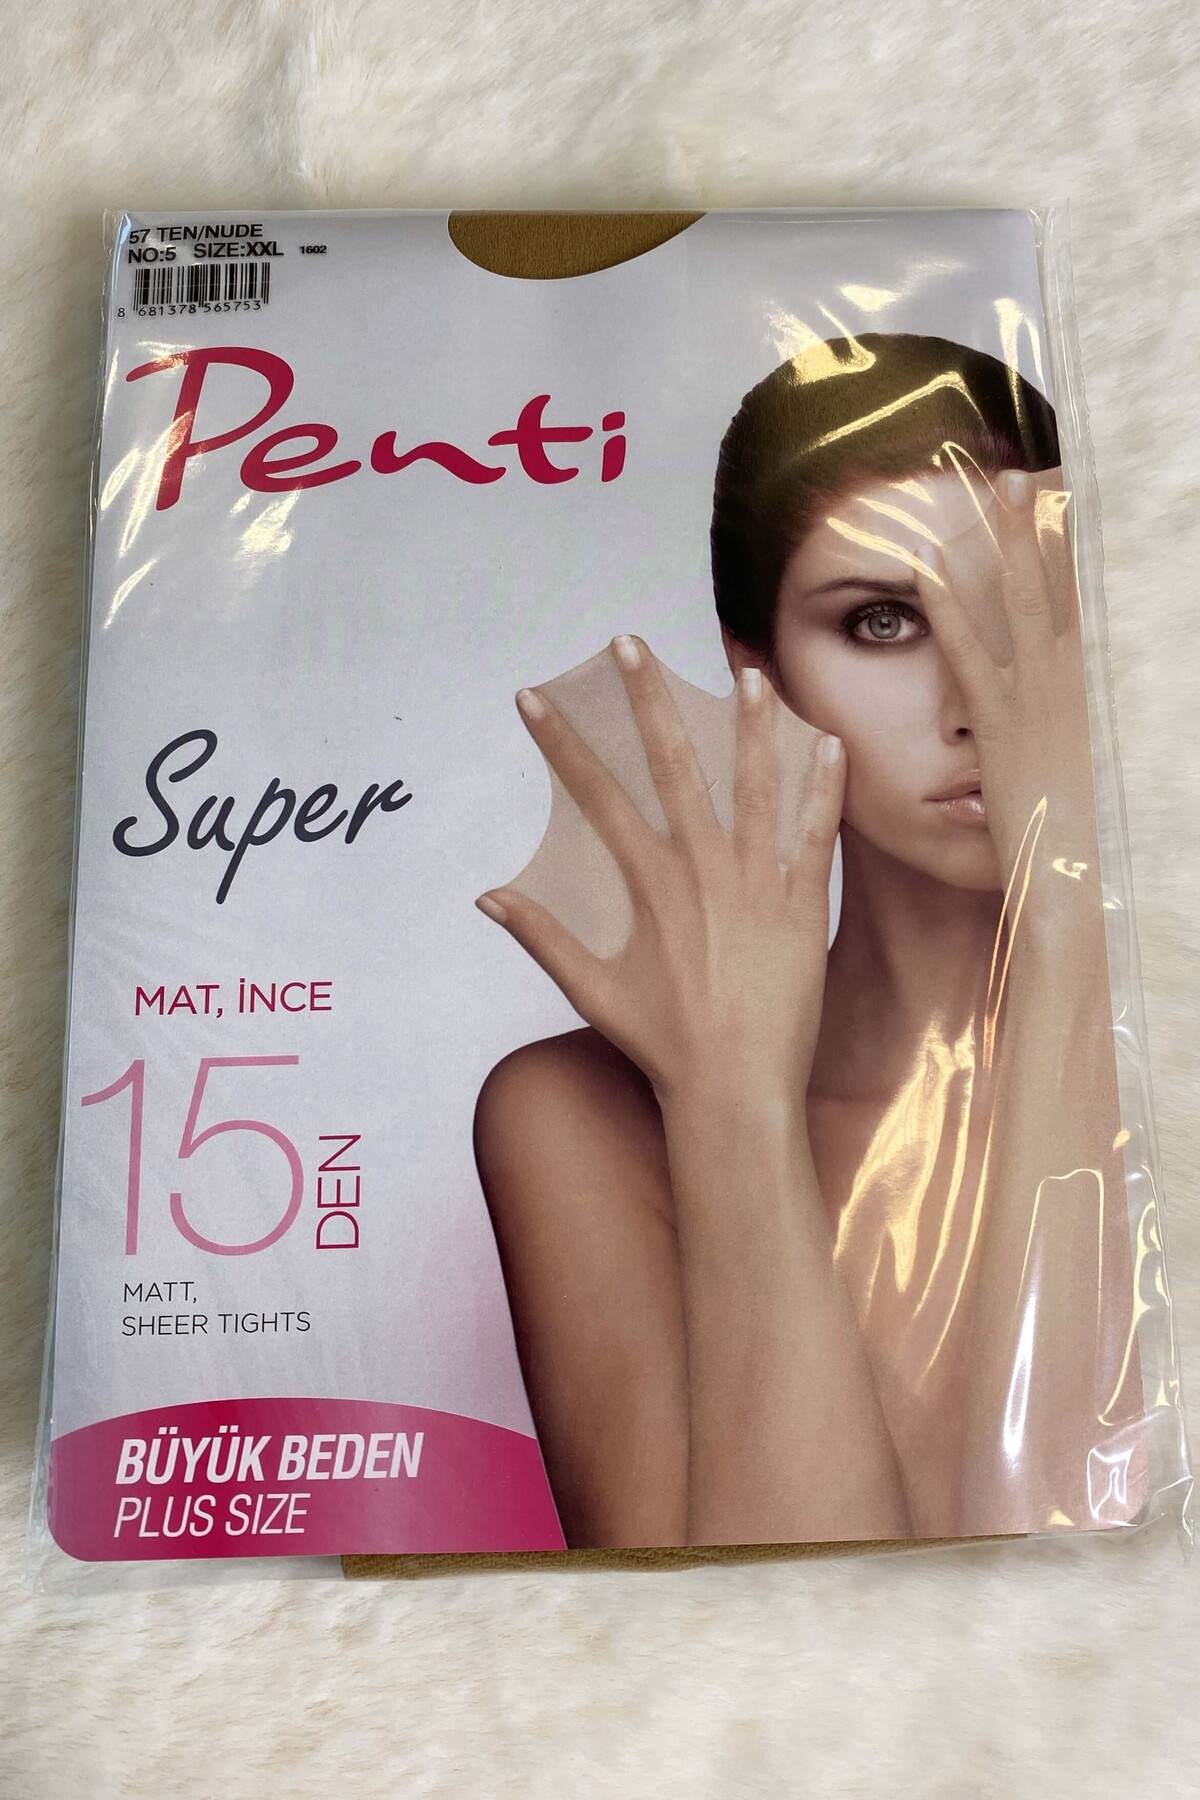 57 TEN/NUDE
NO:5 SIZE:XXL 1602
8 681378 565753
Penti
Super
MAT, İNCE
15 DEN
MATT,
SHEER TIGHTS
BÜYÜK BEDEN
PLUS SIZE